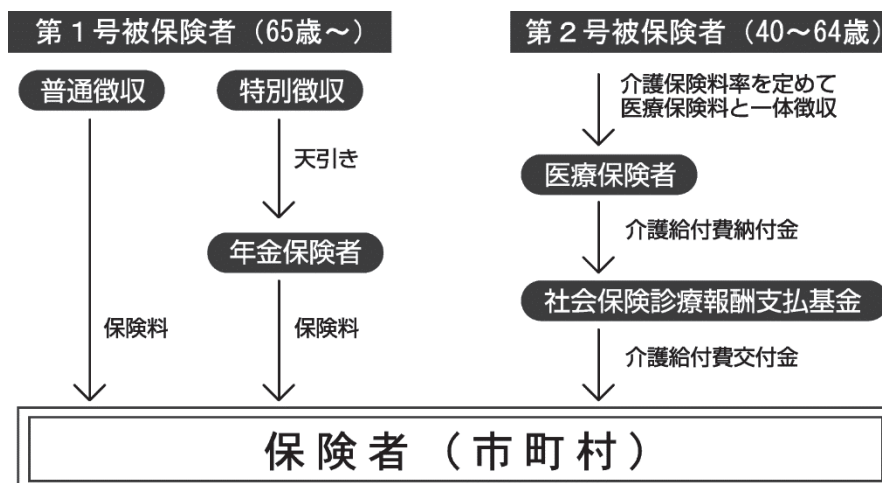 第１号被保険者（65歳～）
普通徴収
特別徴収
天引き
年金保険者
保険料
保険料
第２号被保険者（40～64歳）
介護保険料率を定めて
医療保険料と一体徴収
医療保険者
介護給付費納付金
社会保険診療報酬支払基金
介護給付費交付金
保険者（市町村）